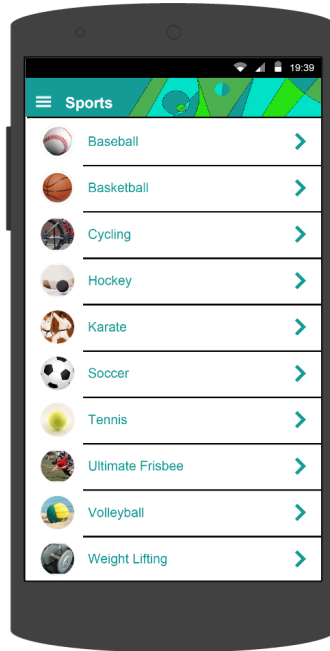 19:39
Sports
Baseball
Basketball
Cycling
Hockey
Karate
Soccer
Tennis
Ultimate Frisbee
Volleyball
Weight Lifting